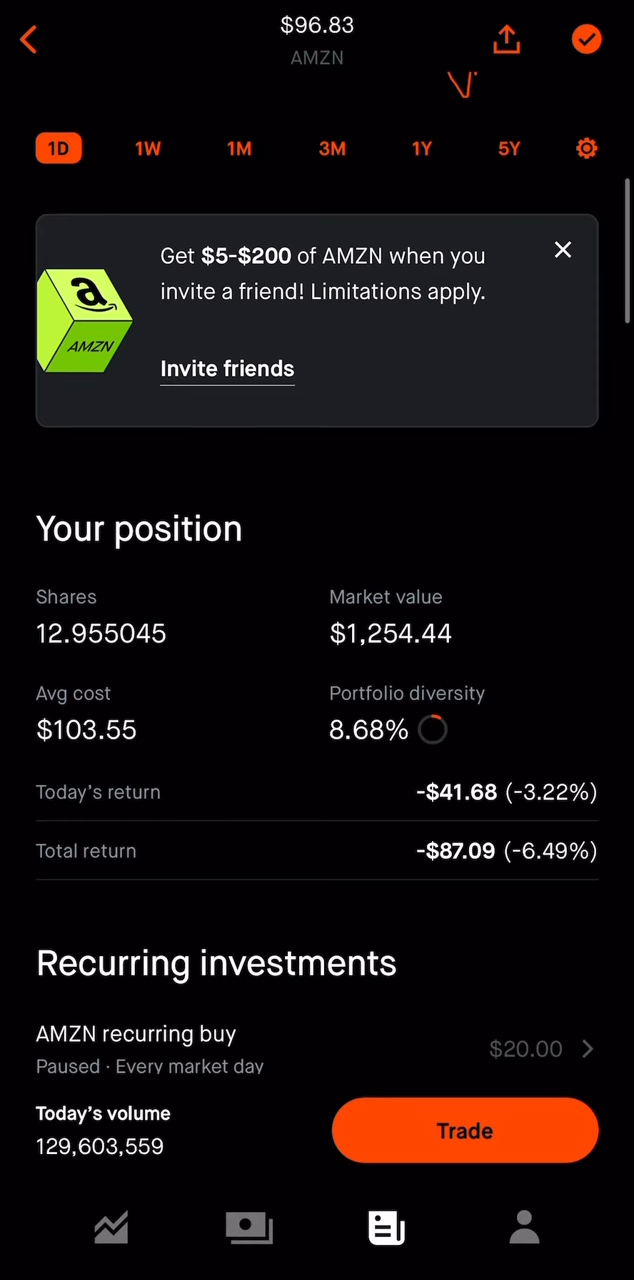 $96.83
AMZN
1D 1W 1M 3M 1Y 5Y
Get $5-$200 of AMZN when you
invite a friend! Limitations apply.
a
AMZN
Invite friends
Your position
Shares
12.955045
Market value
$1,254.44
Avg cost
$103.55
Portfolio diversity
8.68%
Today's return -$41.68 (-3.22%)
Total return -$87.09 (-6.49%)
Recurring investments
AMZN recurring buy
Paused · Every market day
$20.00
Today's volume
129,603,559
Trade